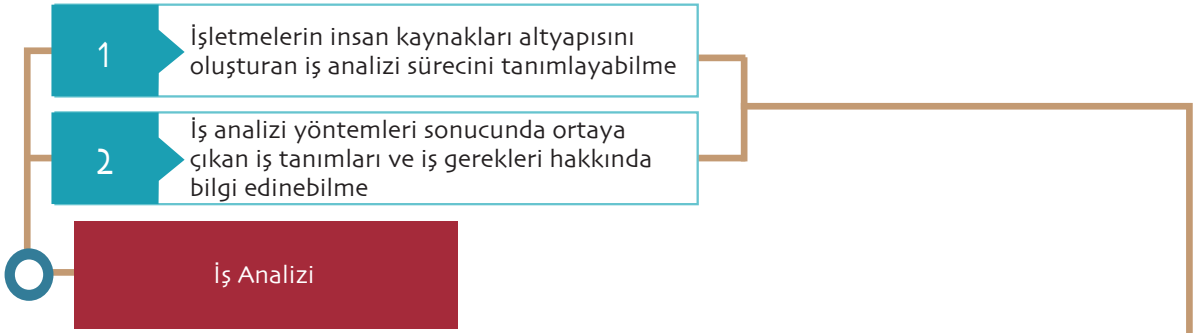 1
İşletmelerin insan kaynakları altyapısını
oluşturan iş analizi sürecini tanımlayabilme
2
İş analizi yöntemleri sonucunda ortaya
çıkan iş tanımları ve iş gerekleri hakkında
bilgi edinebilme
İş Analizi